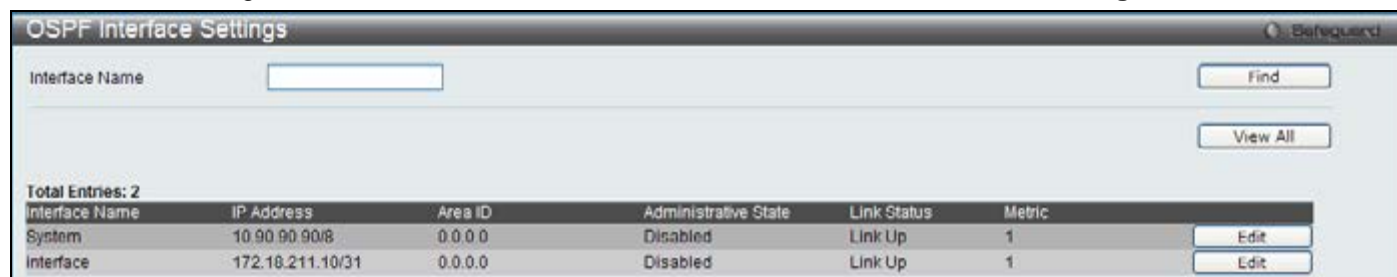 OSPF Interface Settings Safeguard
Interface Name Find
View All
Total Entries: 2
Interface Name IP Address Area ID Administrative State Link Status Metric
System 10.90.90.90/8 0.0.0.0 Disabled Link Up 1 Edit
interface 172.18.211.10/31 0.0.0.0 Disabled Link Up 1 Edit